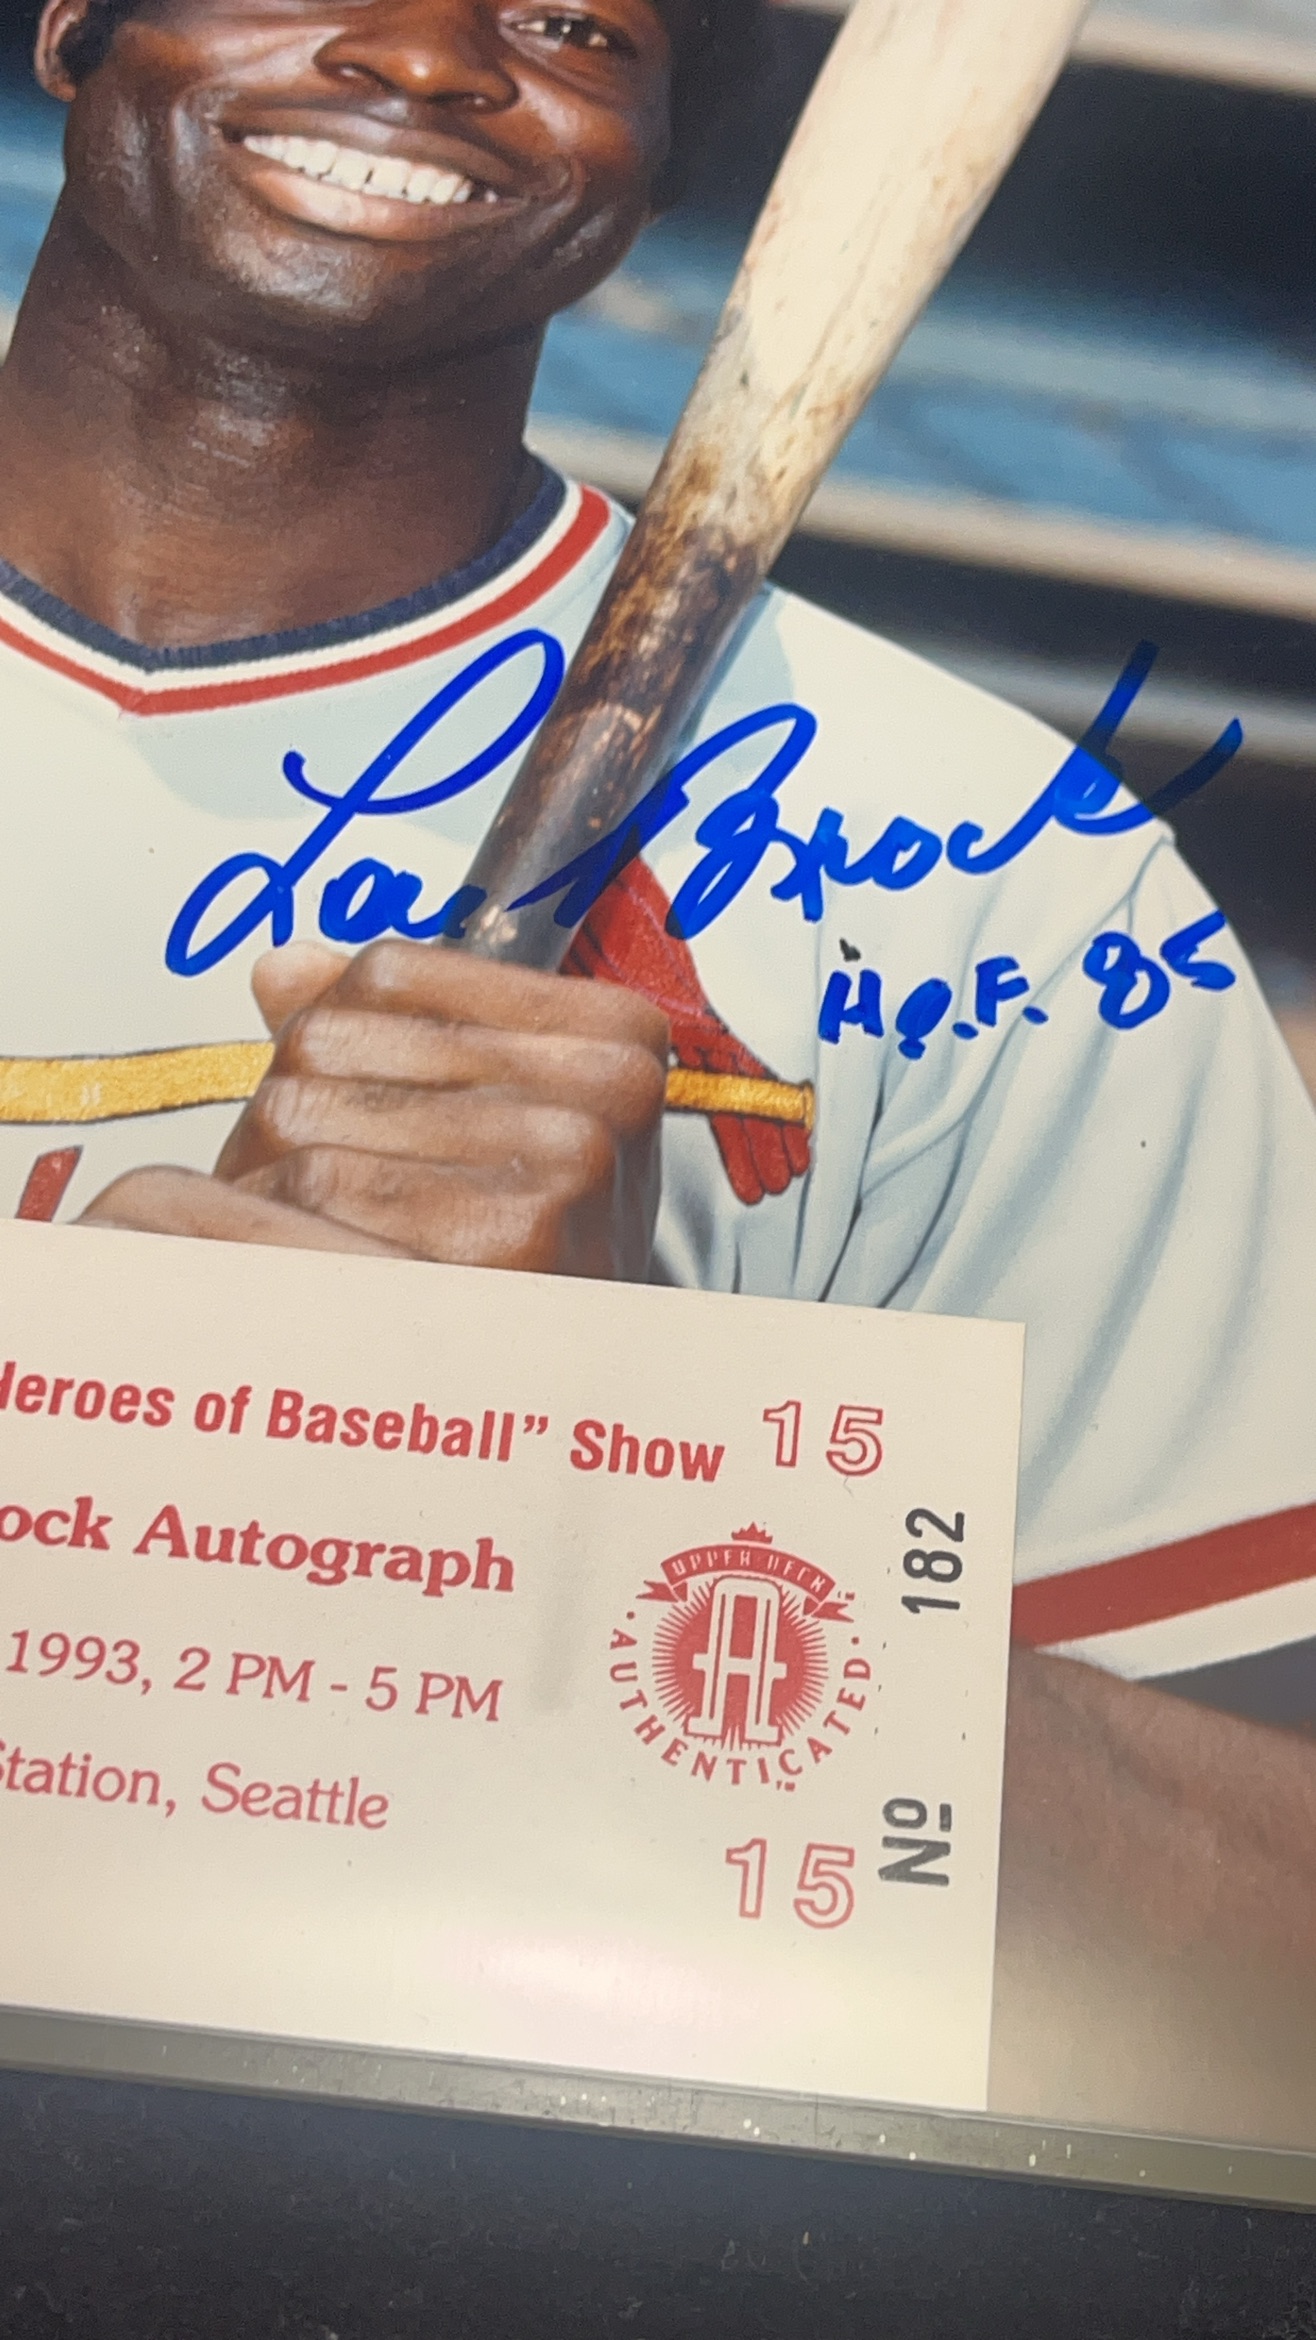 Lou Brock
H.O.F. 85
Heroes of Baseball” Show 15
ock Autograph
1993, 2 PM - 5 PM
Station, Seattle
UPPER DECK
A
AUTHENTICATED
15
Nº 182